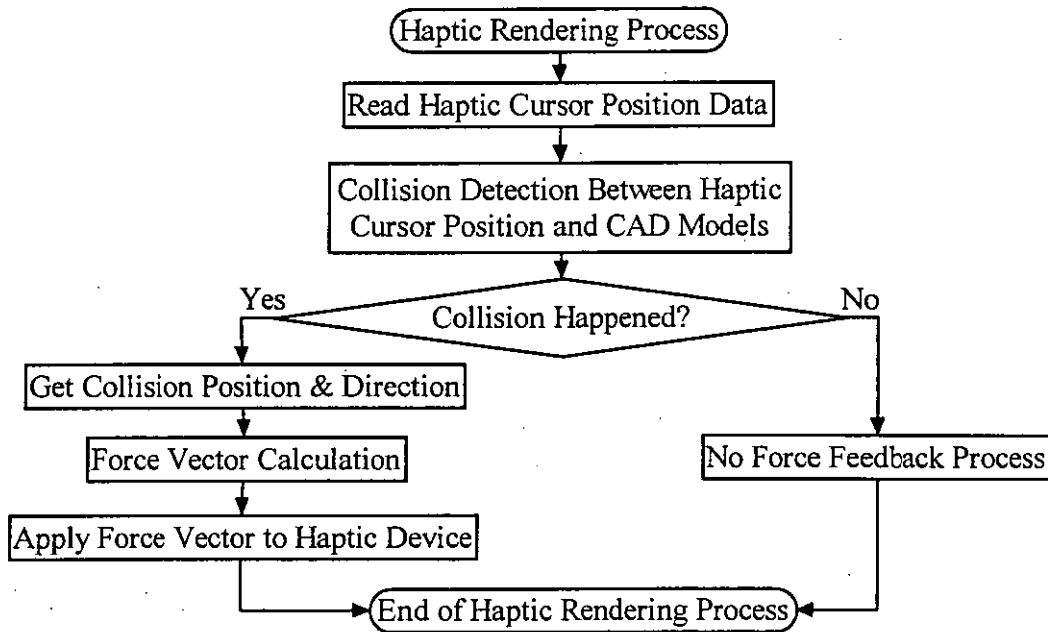 Haptic Rendering Process
Read Haptic Cursor Position Data
Collision Detection Between Haptic
Cursor Position and CAD Models
Yes
No
Collision Happened?
Get Collision Position & Direction
Force Vector Calculation
No Force Feedback Process
Apply Force Vector to Haptic Device
End of Haptic Rendering Process